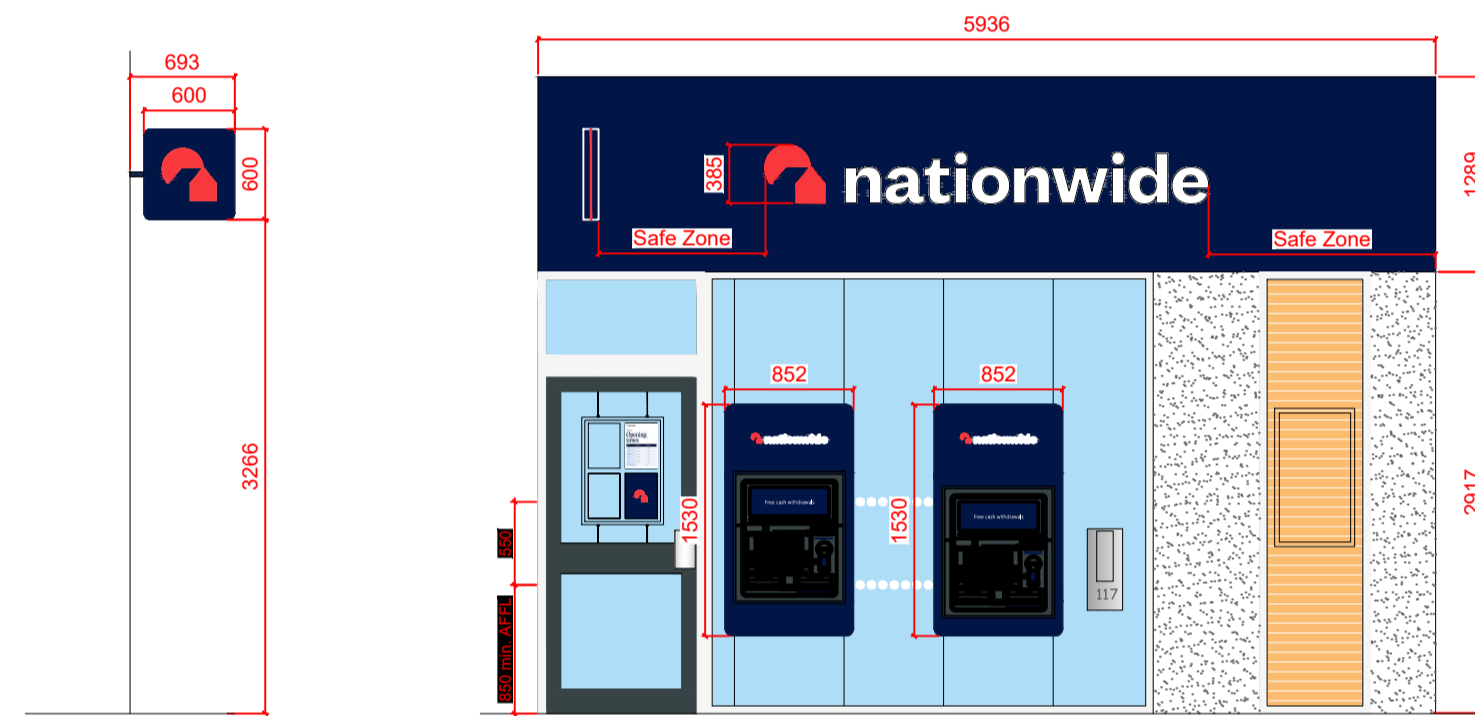 5936
693
600
600
3266
385
nationwide
1289
Safe Zone
Safe Zone
852
852
nationwide
nationwide
Opening
times
1530
1530
Free cash withdrawals
Free cash withdrawals
550
850 min. AFFL
117
2917